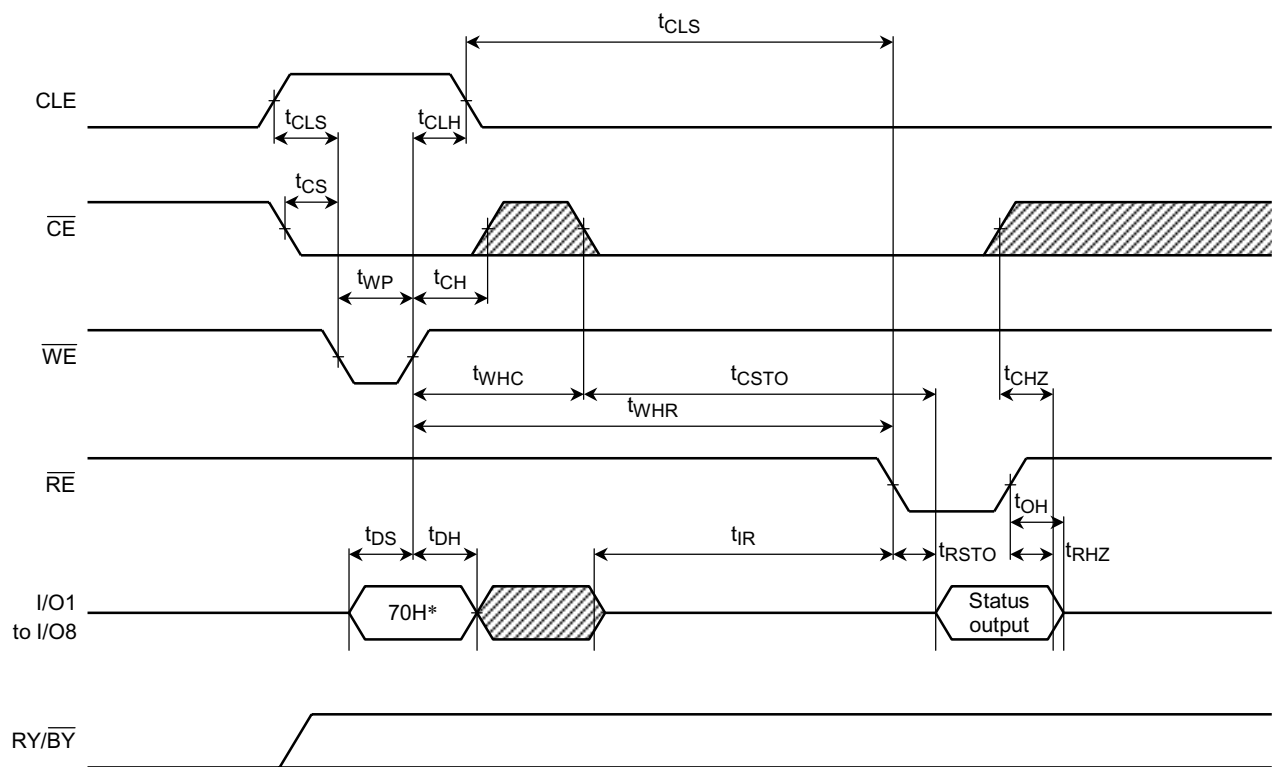 tCLS
CLE
tCLS
tCLH
tCS
CE
tWP
tCH
WE
tWHC
tCSTO
tCHZ
tWHR
RE
tOH
tDS
tDH
tIR
tRSTO
tRHZ
I/O1
to I/O8
70H*
Status
output
RY/BY